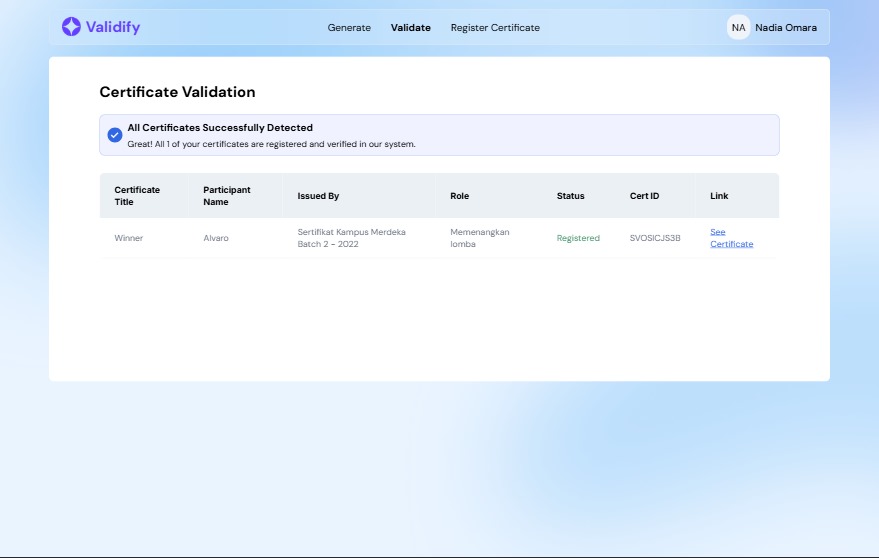 Validify
Generate Validate Register Certificate
NA Nadia Omara
Certificate Validation
All Certificates Successfully Detected
Great! All 1 of your certificates are registered and verified in our system.
Certificate Title Participant Name Issued By Role Status Cert ID Link
Winner Alvaro Sertifikat Kampus Merdeka Batch 2 - 2022 Memenangkan lomba Registered SVOSICJS3B See Certificate